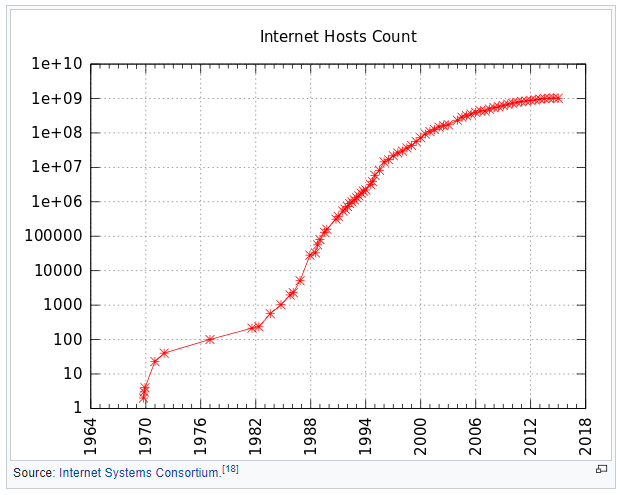 Internet Hosts Count
1e+10
1e+09
1e+08
1e+07
1e+06
100000
10000
1000
100
10
1
1964 1970 1976 1982 1988 1994 2000 2006 2012 2018
Source: Internet Systems Consortium.[18]